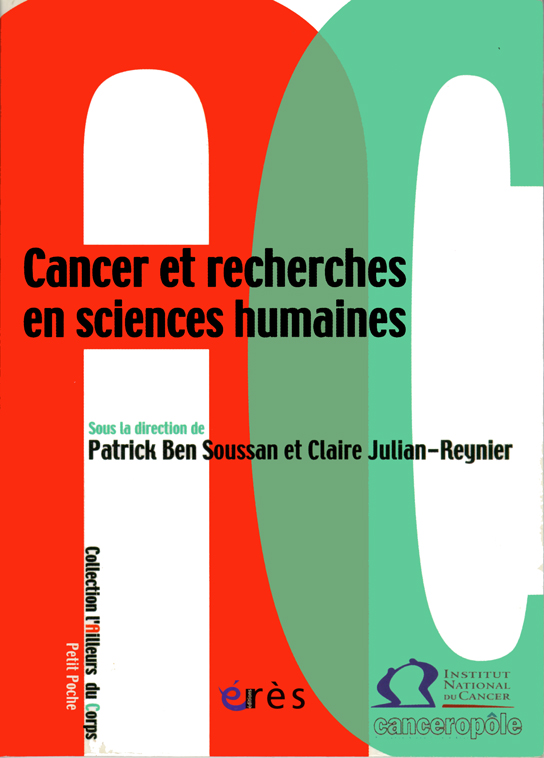 Cancer et recherches
en sciences humaines
Sous la direction de
Patrick Ben Soussan et Claire Julian-Reynier
Collection l'Ailleurs du Corps
Petit Poche
érès
INSTITUT
NATIONAL
DU CANCER
canceropôle